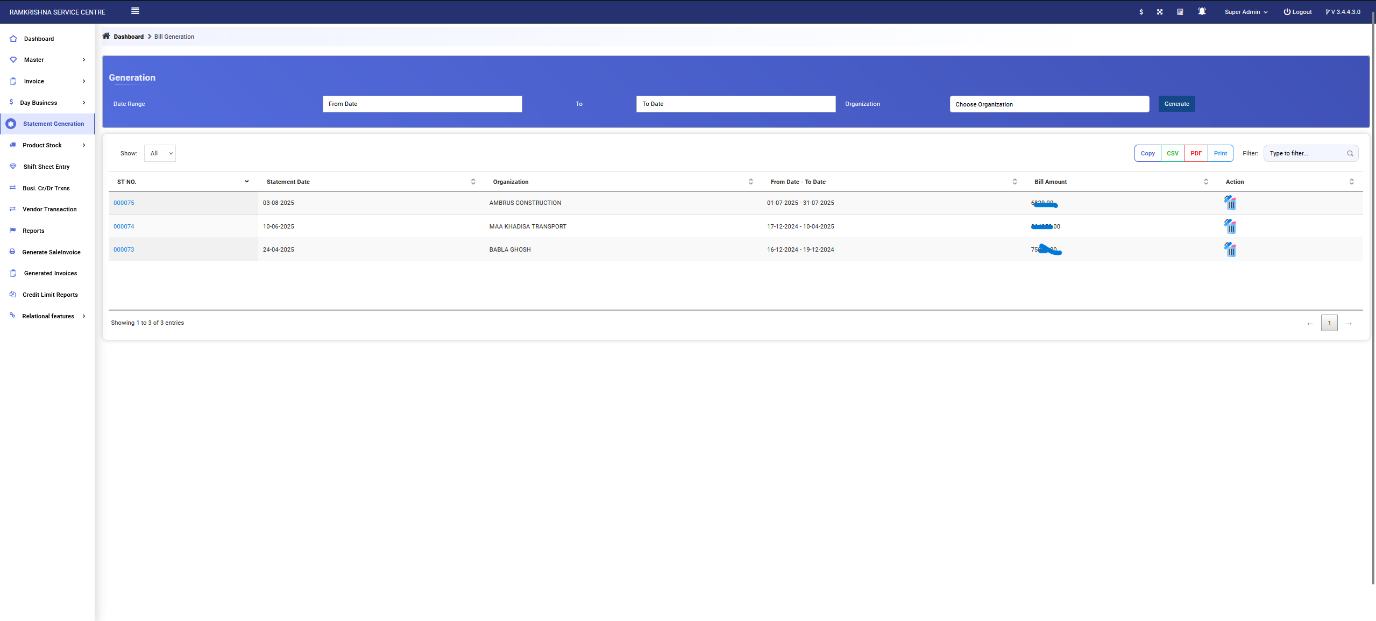 RAMKRISHNA SERVICE CENTRE
$ Super Admin Logout V 3.4.4.3.0
Dashboard
Master
Invoice
Day Business
Statement Generation
Product Stock
Shift Sheet Entry
Busi. Cr/Dr Trxns
Vendor Transaction
Reports
Generate SaleInvoice
Generated Invoices
Credit Limit Reports
Relational features
Dashboard > Bill Generation
Generation
Date Range From Date To To Date Organization Choose Organization Generate
Show: All Copy CSV PDF Print Filter: Type to filter...
ST NO. Statement Date Organization From Date - To Date Bill Amount Action
000075 03-08-2025 AMBRUS CONSTRUCTION 01-07-2025 - 31-07-2025
000074 10-06-2025 MAA KHADISA TRANSPORT 17-12-2024 - 10-04-2025
000073 24-04-2025 BABLA GHOSH 16-12-2024 - 19-12-2024
Showing 1 to 3 of 3 entries
← 1 →